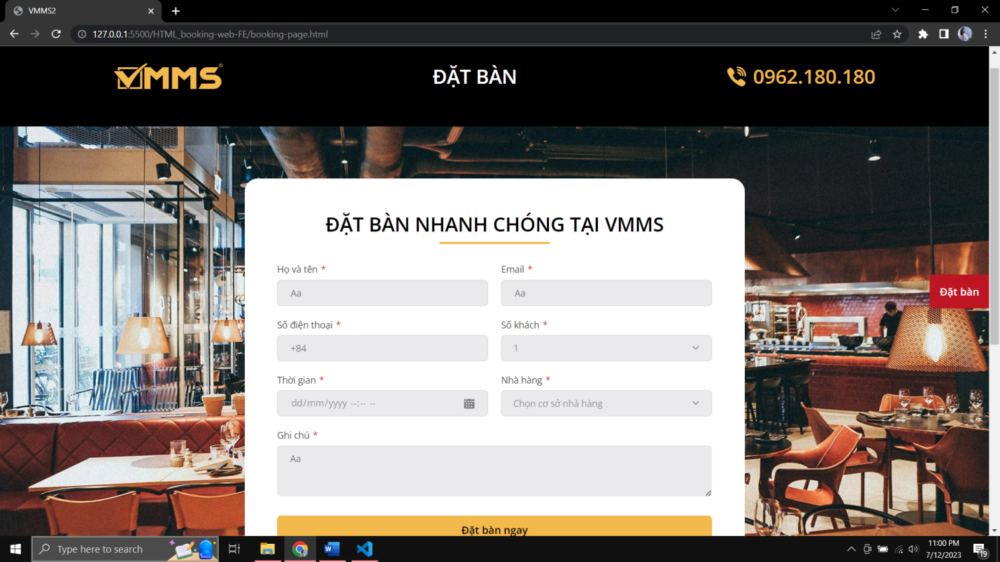 VMMS2
127.0.0.1:5500/HTML_booking-web-FE/booking-page.html
VMMS®
ĐẶT BÀN
0962.180.180
ĐẶT BÀN NHANH CHÓNG TẠI VMMS
Họ và tên *
Email *
Aa
Aa
Số điện thoại *
Số khách *
+84
1
Thời gian *
Nhà hàng *
dd/mm/yyyy --:-- --
Chọn cơ sở nhà hàng
Ghi chú *
Aa
Đặt bàn ngay
Đặt bàn
Type here to search
11:00 PM
7/12/2023
19